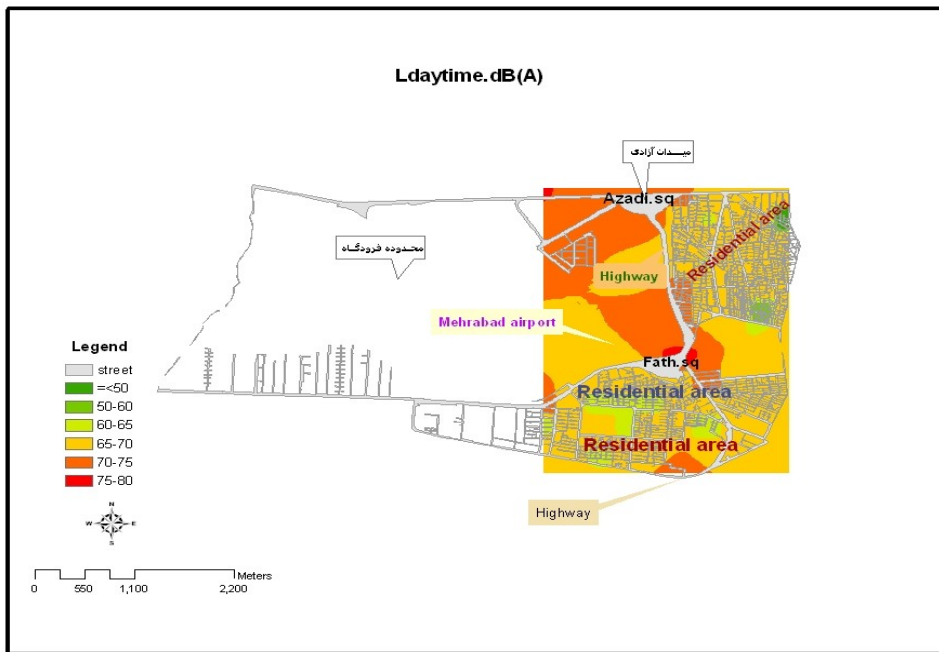 Ldaytime.dB(A)
میدات آزادی
Azadi.sq
Residential area
محدوده فرودگاه
Highway
Mehrabad airport
Fath.sq
Residential area
Residential area
Highway
Legend
street
=<50
50-60
60-65
65-70
70-75
75-80
N
W E
S
Meters
0 550 1,100 2,200